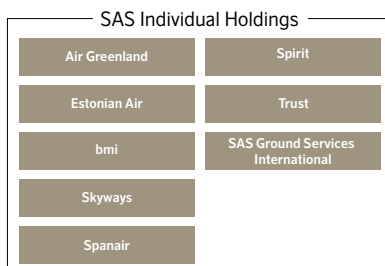 SAS Individual Holdings
Air Greenland
Estonian Air
bmi
Skyways
Spanair
Spirit
Trust
SAS Ground Services
International